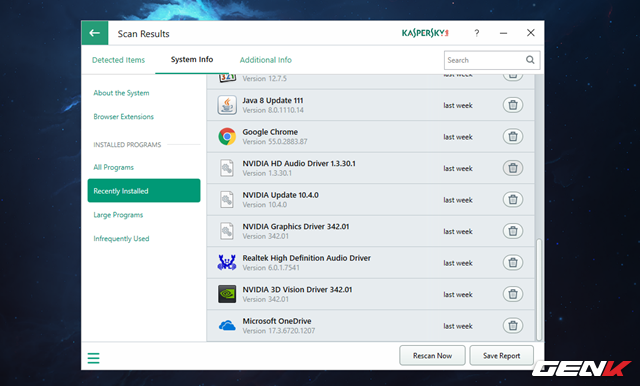 Scan Results
KASPERSKY
?
Detected Items
System Info
Additional Info
Search
About the System
Browser Extensions
INSTALLED PROGRAMS
All Programs
Recently Installed
Large Programs
Infrequently Used
321
Version 12.7.5
last week
Java 8 Update 111
Version 8.0.1110.14
last week
Google Chrome
Version 55.0.2883.87
last week
NVIDIA HD Audio Driver 1.3.30.1
Version 1.3.30.1
last week
NVIDIA Update 10.4.0
Version 10.4.0
last week
NVIDIA Graphics Driver 342.01
Version 342.01
last week
Realtek High Definition Audio Driver
Version 6.0.1.7541
last week
NVIDIA 3D Vision Driver 342.01
Version 342.01
last week
Microsoft OneDrive
Version 17.3.6720.1207
last week
Rescan Now
Save Report
GENK